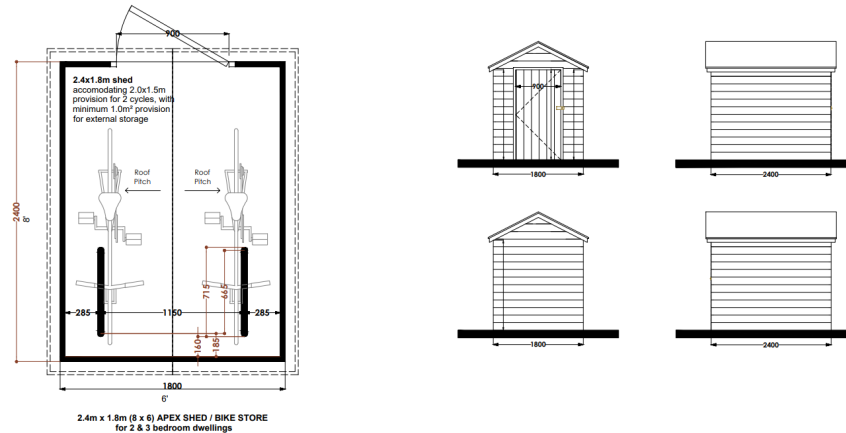 900
2.4x1.8m shed
accomodating 2.0x1.5m
provision for 2 cycles, with
minimum 1.0m² provision
for external storage
Roof
Pitch
Roof
Pitch
2400
8'
715
665
285
1150
285
160
185
1800
6'
2.4m x 1.8m (8 x 6) APEX SHED / BIKE STORE
for 2 & 3 bedroom dwellings
900
1800
2400
1800
2400